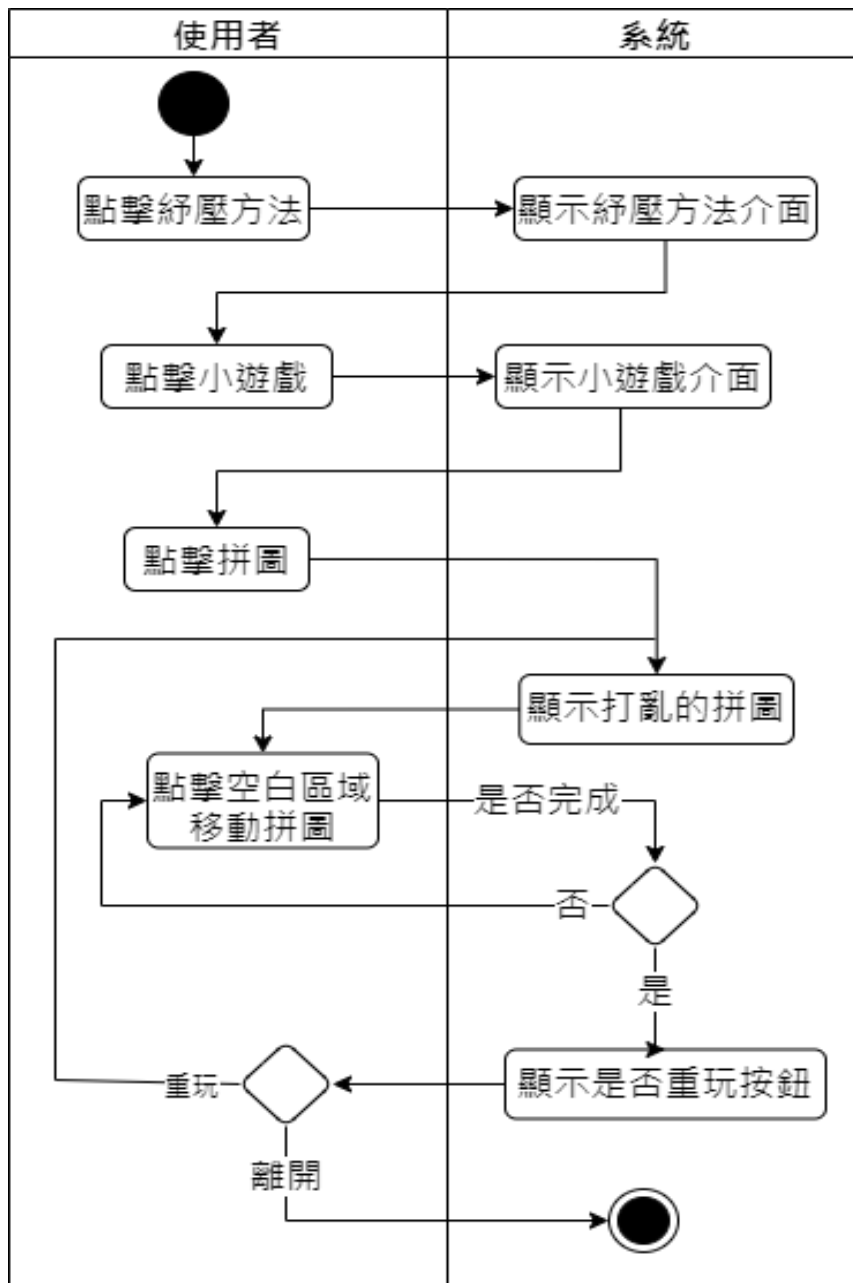 使用者
系統
點擊紓壓方法
顯示紓壓方法介面
點擊小遊戲
顯示小遊戲介面
點擊拼圖
顯示打亂的拼圖
點擊空白區域
移動拼圖
是否完成
否
是
顯示是否重玩按鈕
重玩
離開